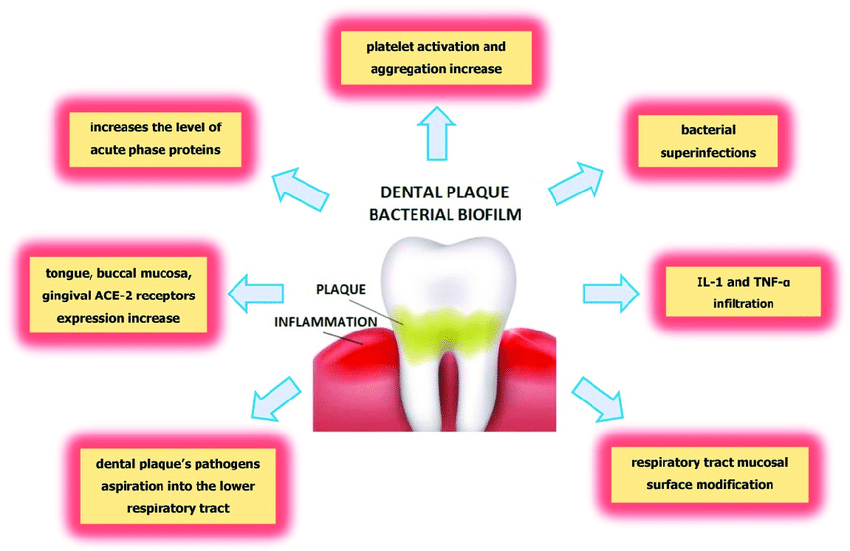 platelet activation and
aggregation increase
increases the level of
acute phase proteins
bacterial
superinfections
DENTAL PLAQUE
BACTERIAL BIOFILM
tongue, buccal mucosa,
gingival ACE-2 receptors
expression increase
PLAQUE
INFLAMMATION
IL-1 and TNF-α
infiltration
dental plaque's pathogens
aspiration into the lower
respiratory tract
respiratory tract mucosal
surface modification